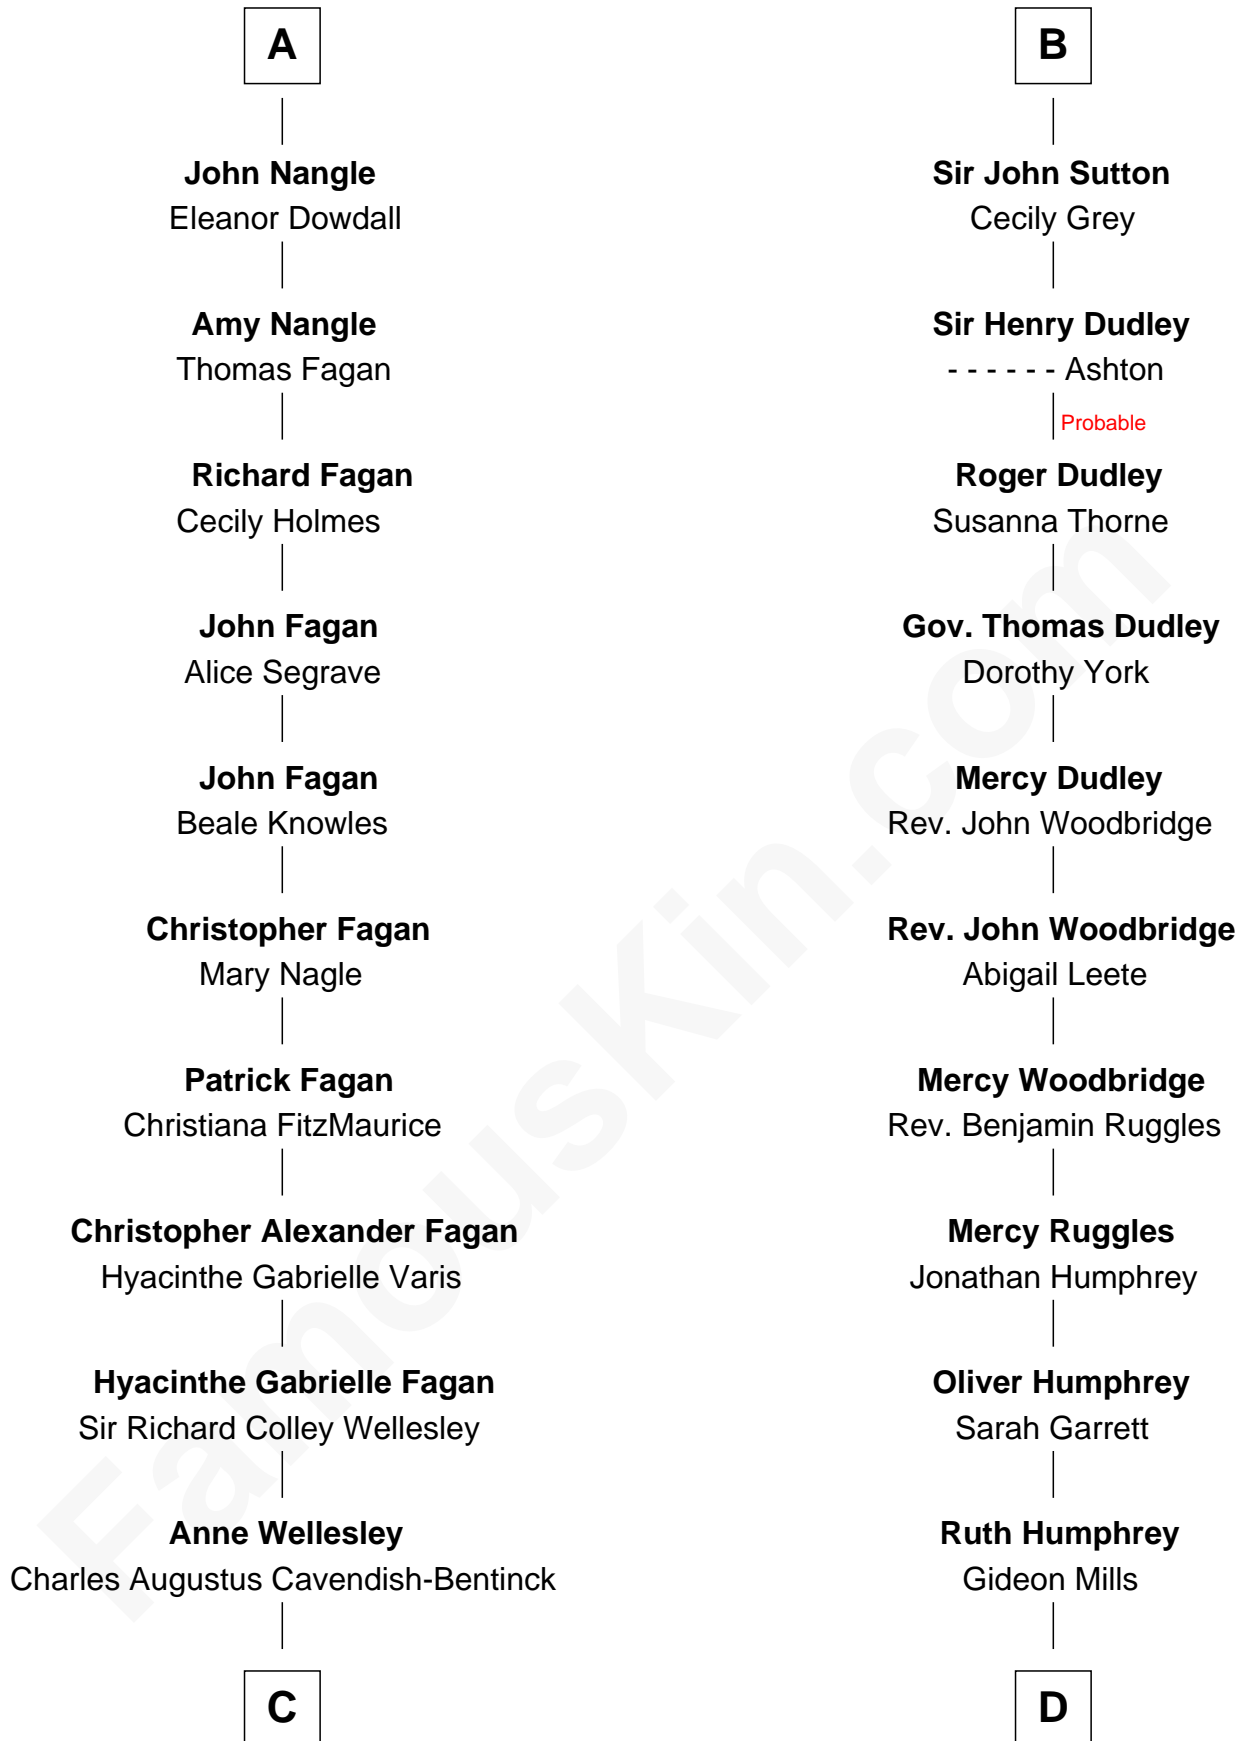 A
John Nangle
Eleanor Dowdall
Amy Nangle
Thomas Fagan
Richard Fagan
Cecily Holmes
John Fagan
Alice Segrave
John Fagan
Beale Knowles
Christopher Fagan
Mary Nagle
Patrick Fagan
Christiana FitzMaurice
Christopher Alexander Fagan
Hyacinthe Gabrielle Varis
Hyacinthe Gabrielle Fagan
Sir Richard Colley Wellesley
Anne Wellesley
Charles Augustus Cavendish-Bentinck
C
B
Sir John Sutton
Cecily Grey
Sir Henry Dudley
- - - - - - Ashton
Probable
Roger Dudley
Susanna Thorne
Gov. Thomas Dudley
Dorothy York
Mercy Dudley
Rev. John Woodbridge
Rev. John Woodbridge
Abigail Leete
Mercy Woodbridge
Rev. Benjamin Ruggles
Mercy Ruggles
Jonathan Humphrey
Oliver Humphrey
Sarah Garrett
Ruth Humphrey
Gideon Mills
D
FamousKin.com